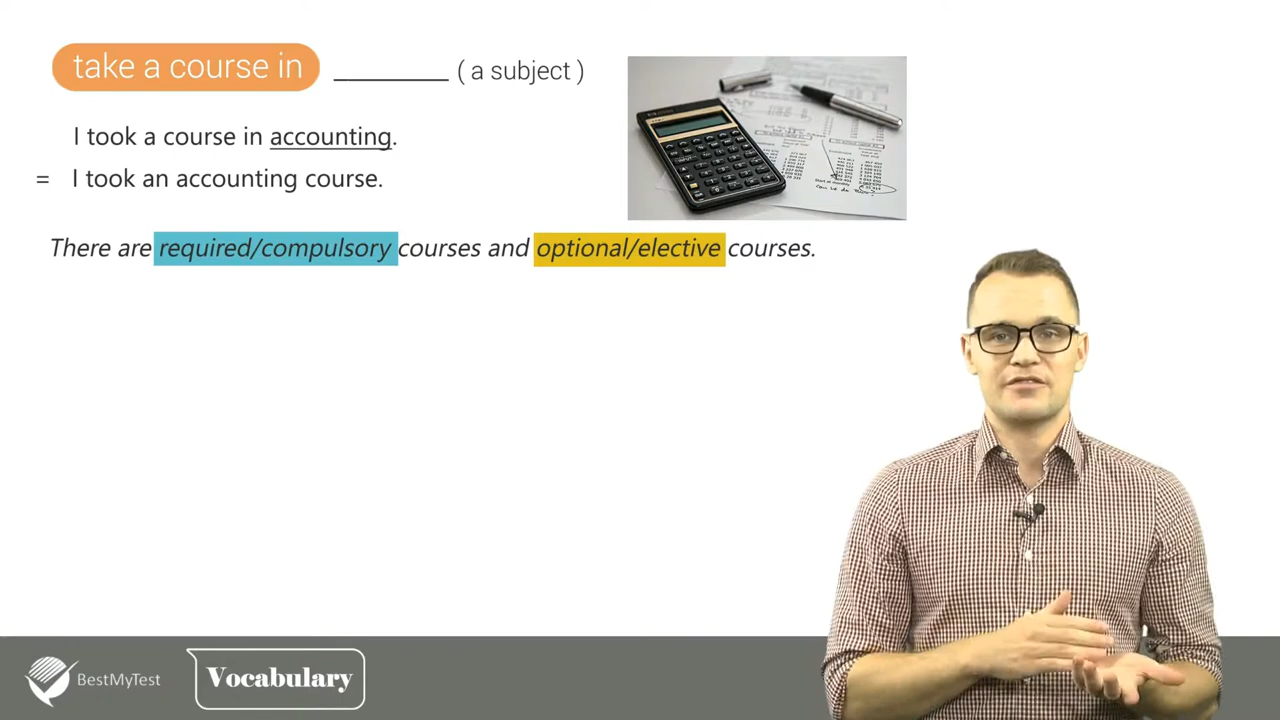 take a course in _________ ( a subject )
I took a course in accounting.
= I took an accounting course.
There are required/compulsory courses and optional/elective courses.
BestMyTest
Vocabulary